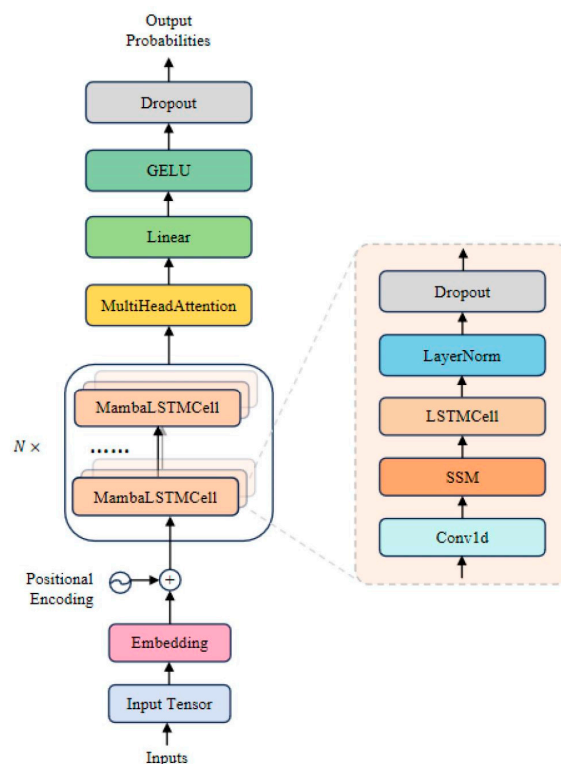 Output
Probabilities
Dropout
GELU
Linear
MultiHeadAttention
N ×
MambaLSTMCell
......
MambaLSTMCell
Positional
Encoding
+
Embedding
Input Tensor
Inputs
Dropout
LayerNorm
LSTMCell
SSM
Conv1d